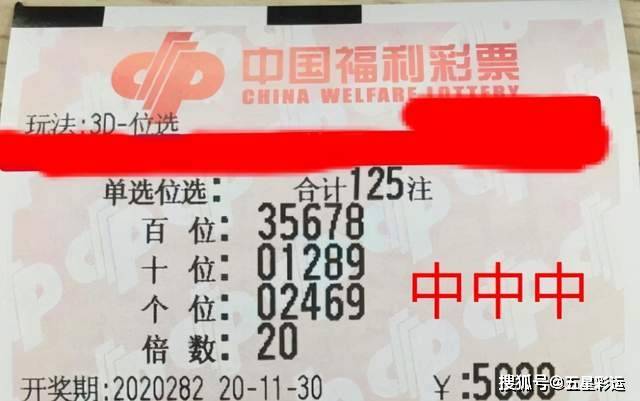 中国福利彩票
CHINA WELFARE LOTTERY
玩法:3D-位选
单选位选: 合计125注
百 位: 35678
十 位: 01289
个 位: 02469
中中中
倍 数: 20
开奖期:2020282 20-11-30 ￥:5000
搜狐号@五星彩运